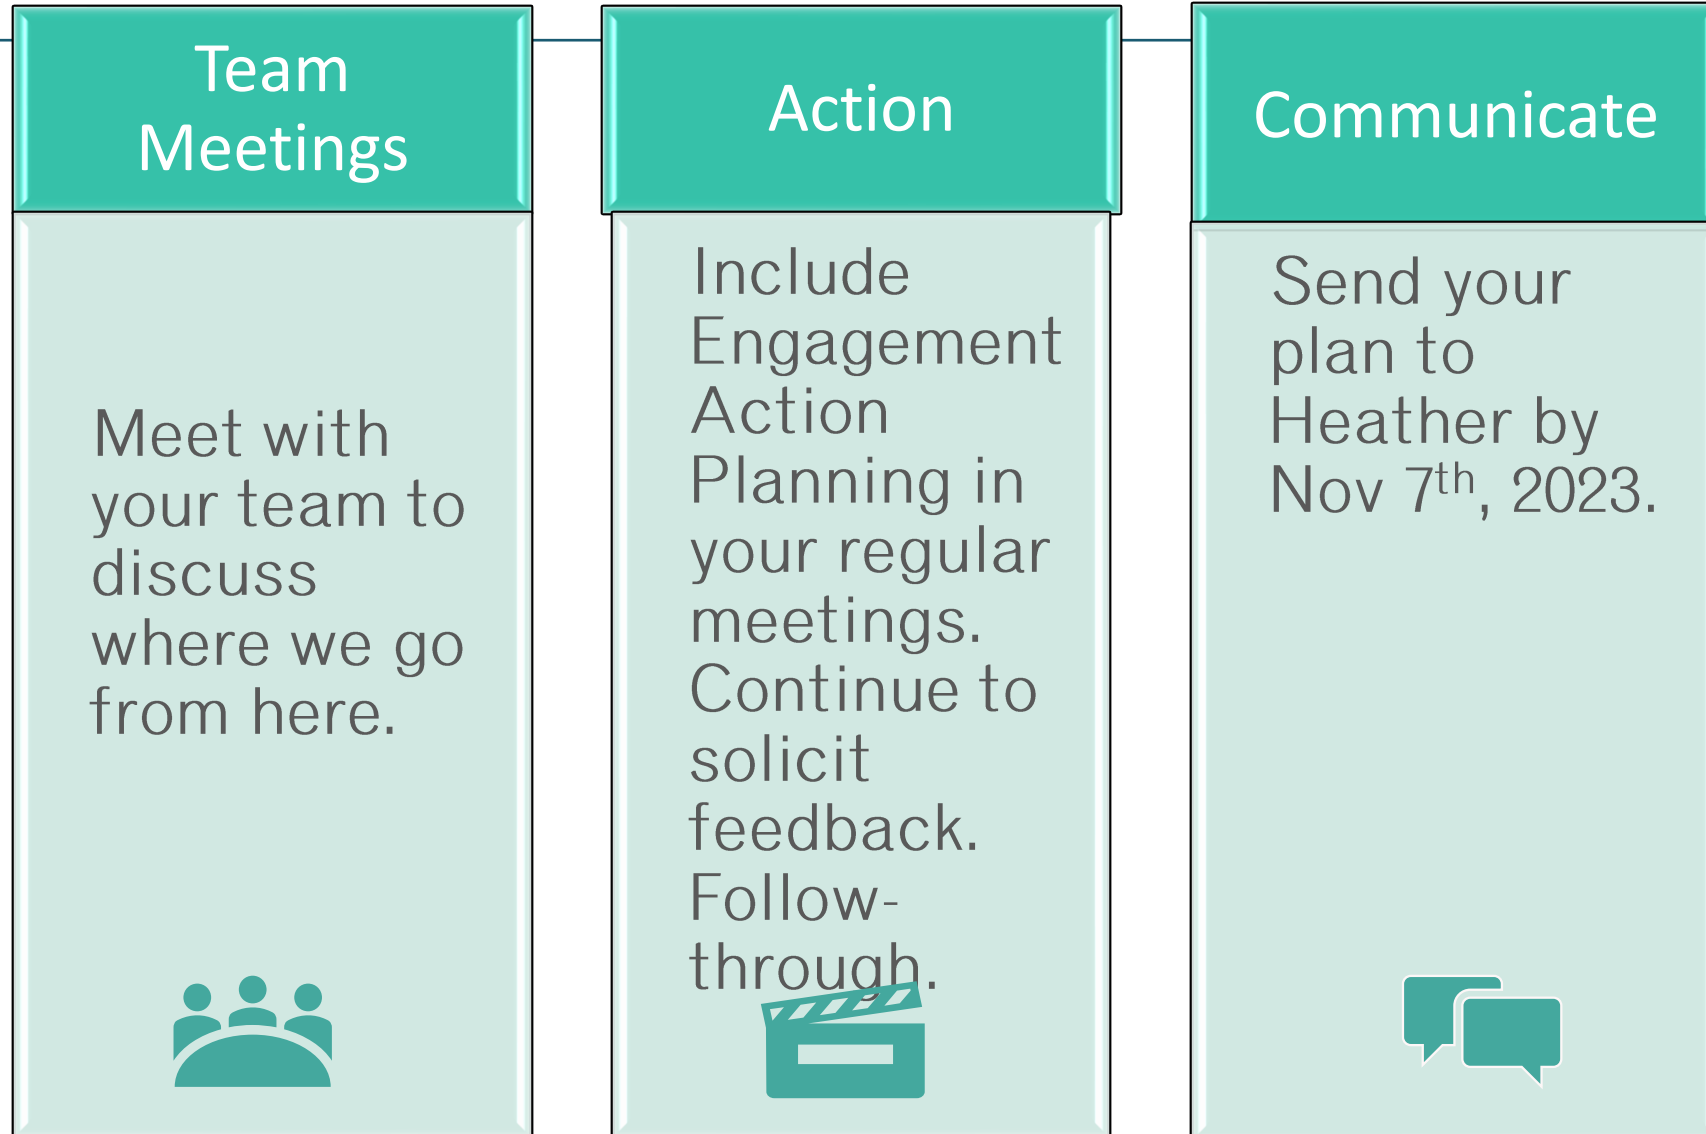 Team
Meetings
Meet with
your team to
discuss
where we go
from here.
Action
Include
Engagement
Action
Planning in
your regular
meetings.
Continue to
solicit
feedback.
Follow-
through.
Communicate
Send your
plan to
Heather by
Nov 7th, 2023.